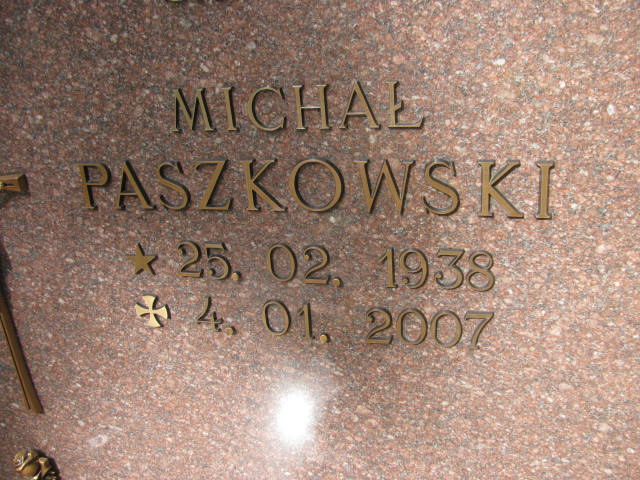 MICHAŁ
PASZKOWSKI
25. 02. 1938
4. 01. 2007